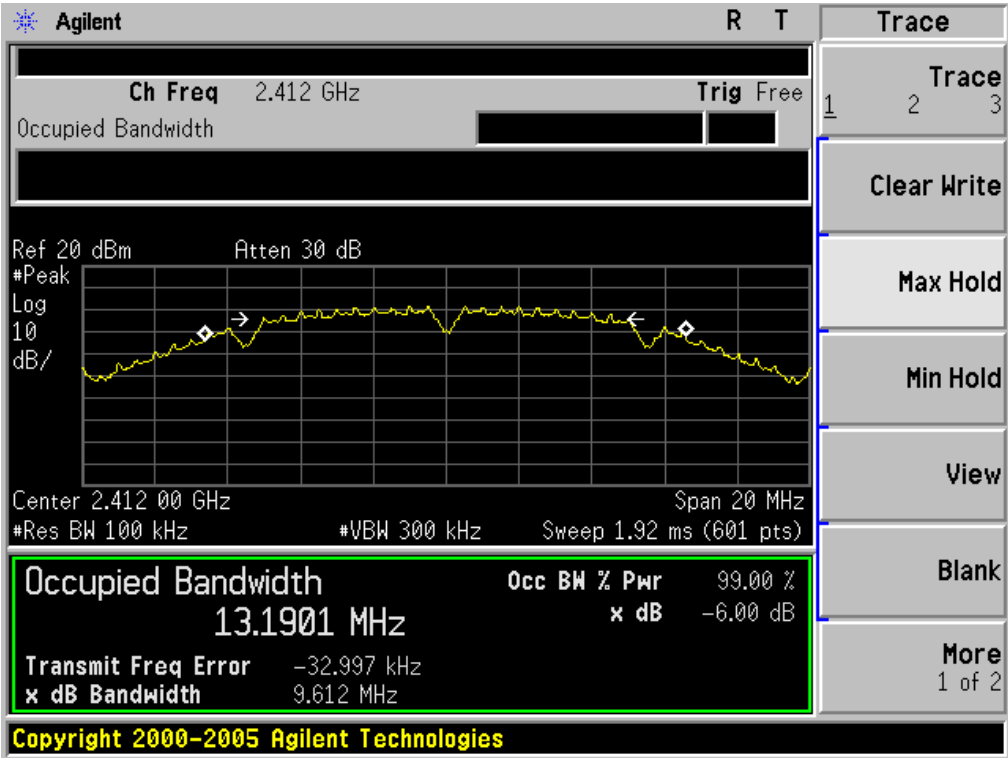 Agilent R T
Trace
Ch Freq 2.412 GHz Trig Free
Occupied Bandwidth
Ref 20 dBm Atten 30 dB
#Peak
Log
10
dB/
Center 2.412 00 GHz Span 20 MHz
#Res BW 100 kHz #VBW 300 kHz Sweep 1.92 ms (601 pts)
Occupied Bandwidth
13.1901 MHz
Occ BW % Pwr 99.00 %
x dB -6.00 dB
Transmit Freq Error -32.997 kHz
x dB Bandwidth 9.612 MHz
Copyright 2000-2005 Agilent Technologies
Trace
1 2 3
Clear Write
Max Hold
Min Hold
View
Blank
More
1 of 2